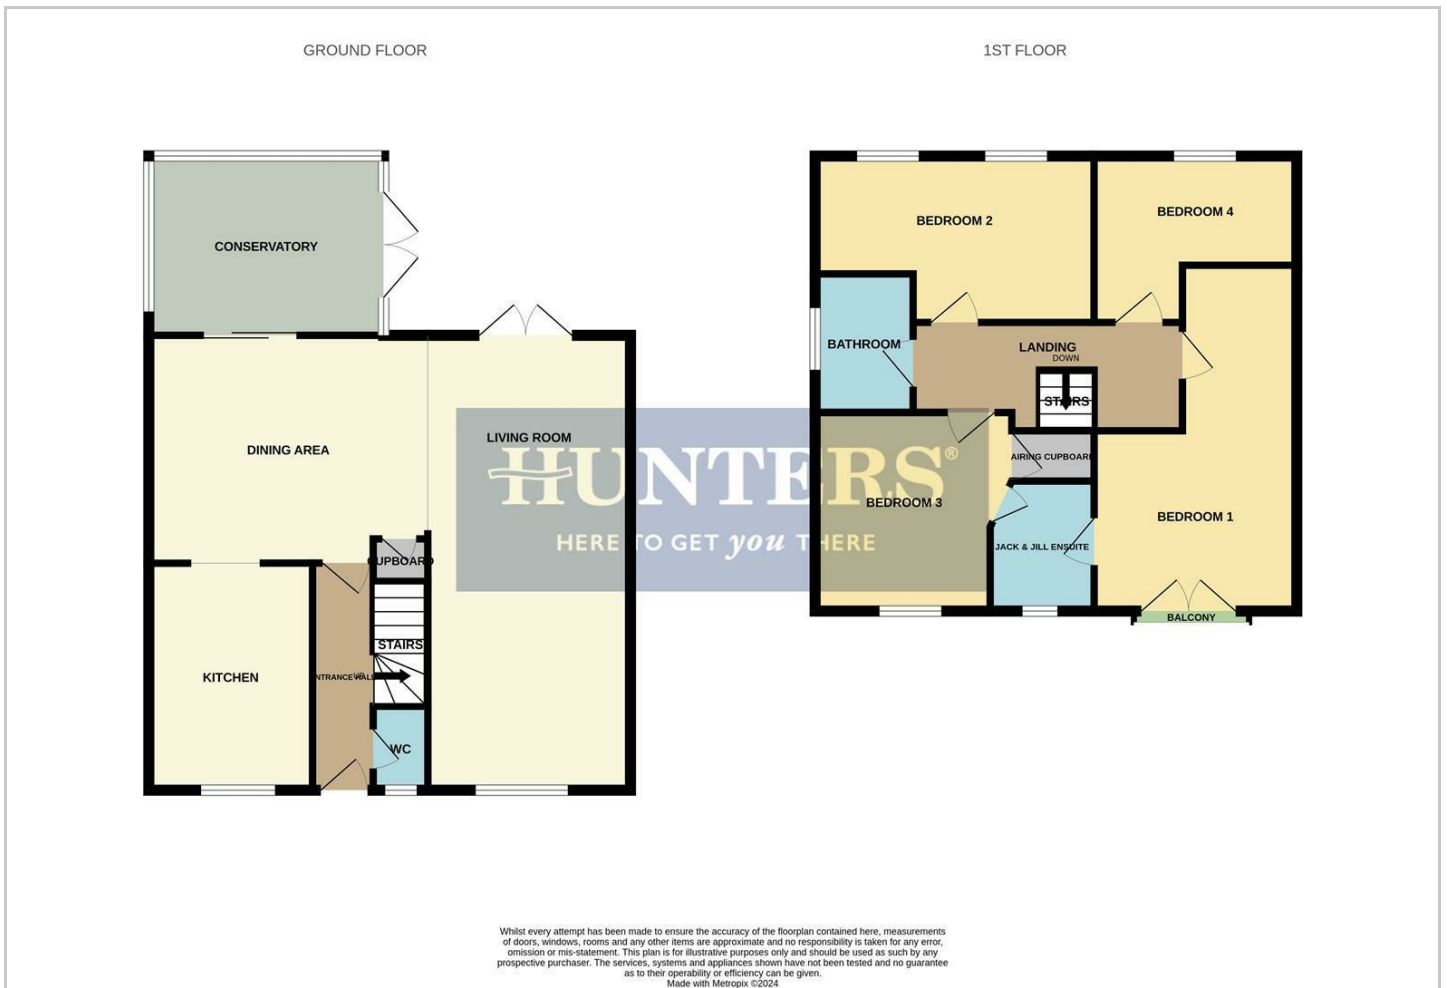 GROUND FLOOR
1ST FLOOR
CONSERVATORY
DINING AREA
LIVING ROOM
CUPBOARD
KITCHEN
ENTRANCE HALL
UP
STAIRS
WC
BEDROOM 2
BEDROOM 4
BATHROOM
LANDING
DOWN
STAIRS
AIRING CUPBOARD
BEDROOM 3
JACK & JILL ENSUITE
BEDROOM 1
BALCONY
HUNTERS®
HERE TO GET you THERE
Whilst every attempt has been made to ensure the accuracy of the floorplan contained here, measurements
of doors, windows, rooms and any other items are approximate and no responsibility is taken for any error,
omission or mis-statement. This plan is for illustrative purposes only and should be used as such by any
prospective purchaser. The services, systems and appliances shown have not been tested and no guarantee
as to their operability or efficiency can be given.
Made with Metropix ©2024